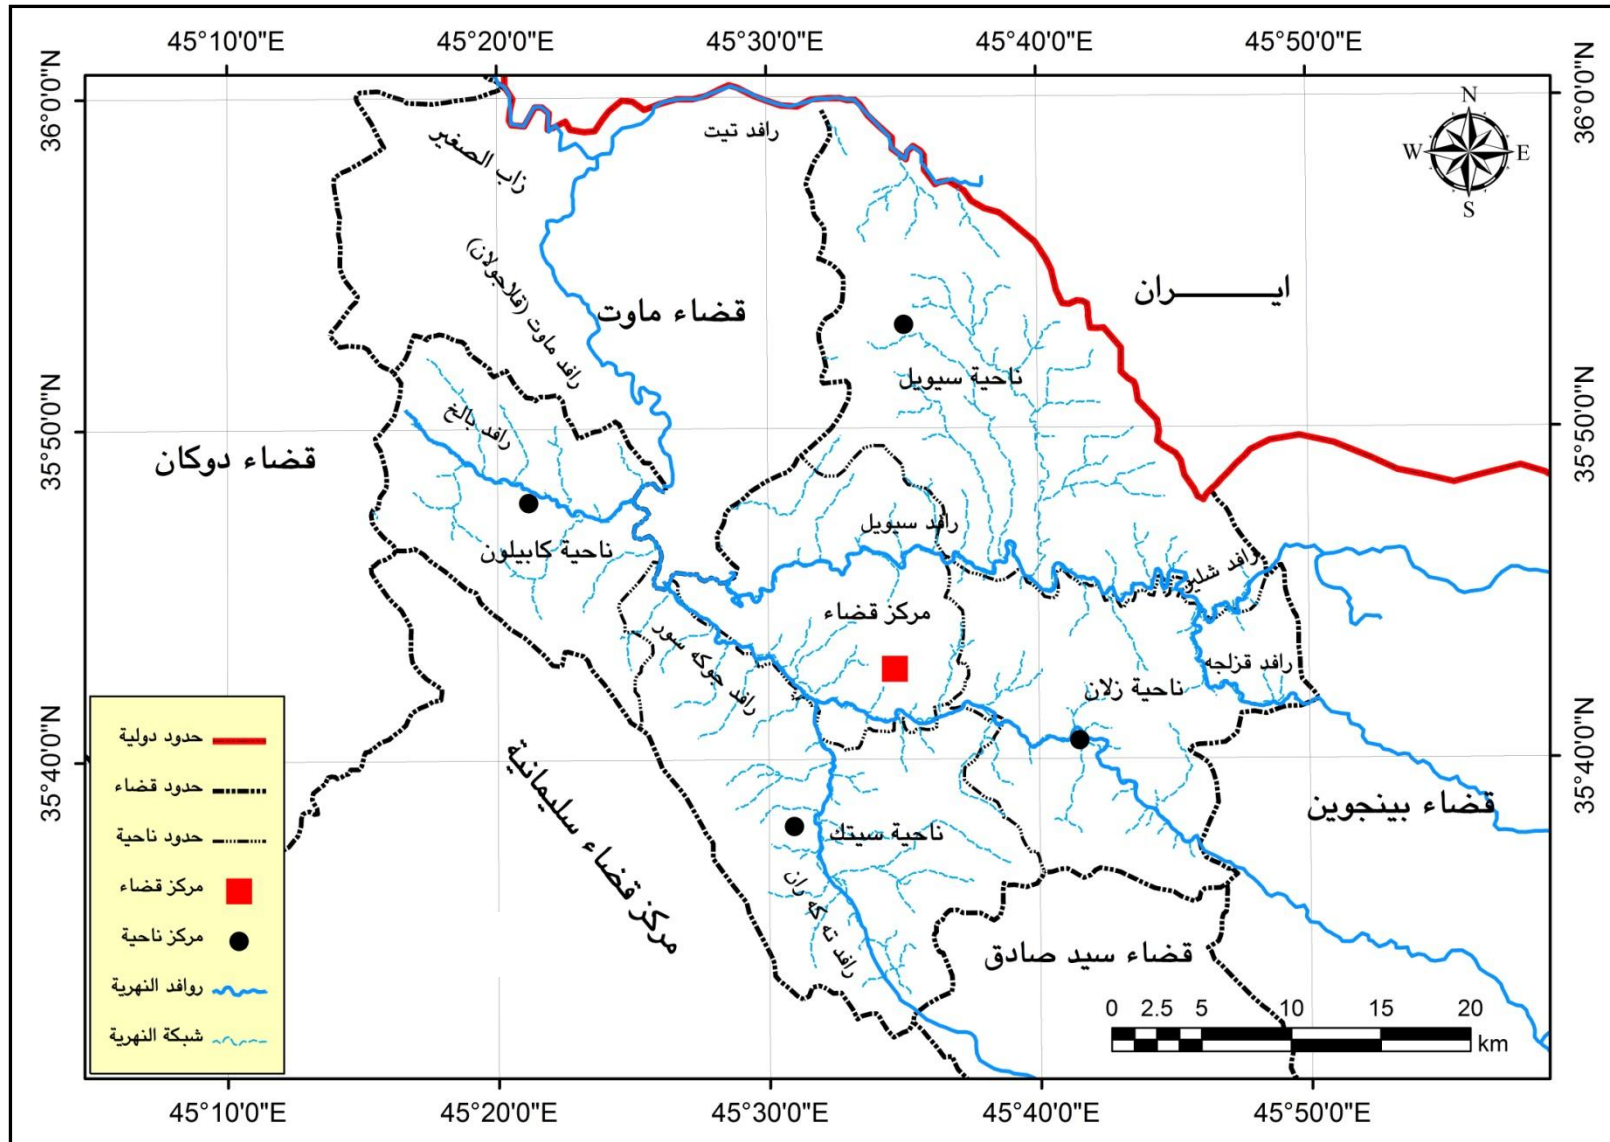 45°10'0"E
45°20'0"E
45°30'0"E
45°40'0"E
45°50'0"E
36°0'0"N
36°0'0"N
N
W
E
S
رافد تيت
زاب الصغير
رافد ماوت (قلاجولان)
قضاء ماوت
ايـــــران
ناحية سيويل
رافد بالخ
35°50'0"N
35°50'0"N
قضاء دوكان
رافد سيويل
ناحية كابيلون
رافد شلير
مركز قضاء
رافد جوكه سور
رافد قزلجه
ناحية زلان
35°40'0"N
35°40'0"N
مركز قضاء سليمانية
قضاء بينجوين
ناحية سيتك
رافد ته كه ران
قضاء سيد صادق
حدود دولية
حدود قضاء
حدود ناحية
مركز قضاء
مركز ناحية
روافد النهرية
شبكة النهرية
0 2.5 5 10 15 20
km
45°10'0"E
45°20'0"E
45°30'0"E
45°40'0"E
45°50'0"E